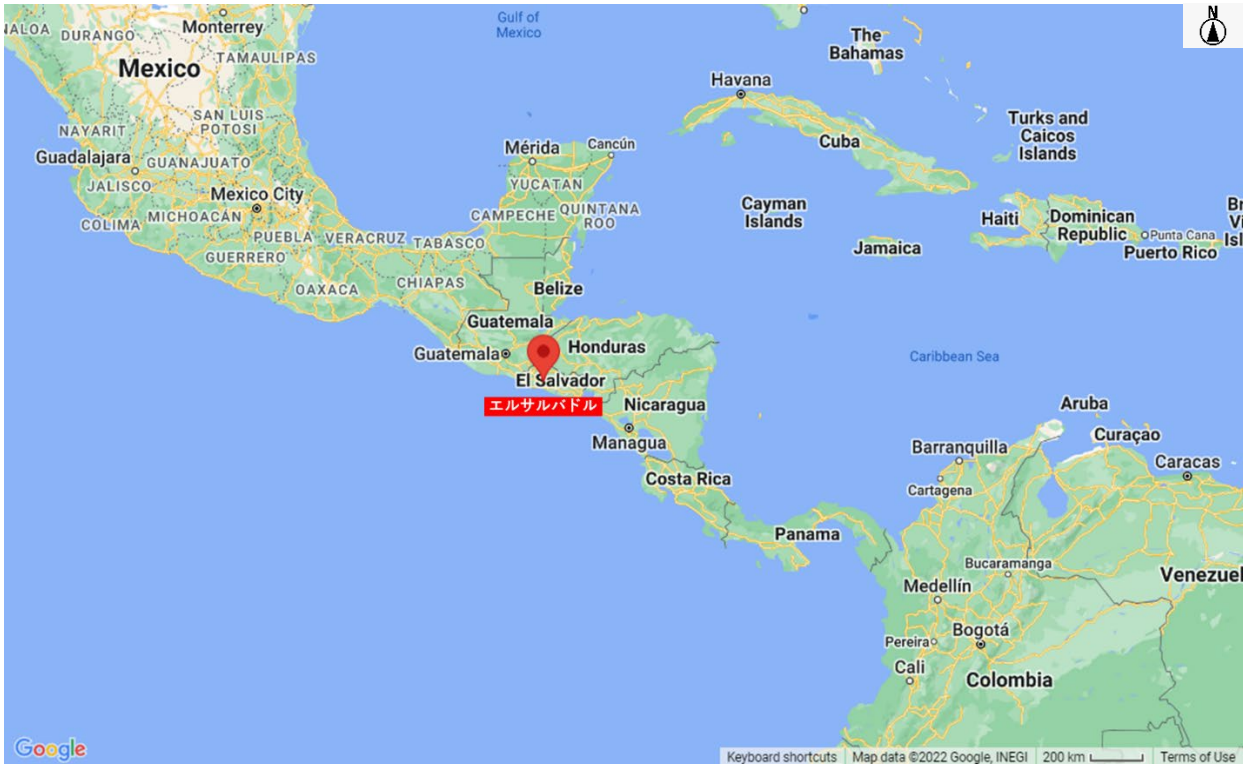 Gulf of
Mexico
N
NALOA
DURANGO
Monterrey
The
Bahamas
TAMAULIPAS
Mexico
Havana
SAN LUIS
POTOSI
Turks and
Caicos
Islands
NAYARIT
Mérida
Cancún
Cuba
Guadalajara
GUANAJUATO
JALISCO
YUCATAN
Mexico City
Cayman
Islands
MICHOACÁN
COLIMA
CAMPECHE
QUINTANA
ROO
Haiti
Dominican
Republic
Br
Vi
Isl
Punta Cana
PUEBLA
VERACRUZ
TABASCO
Jamaica
Puerto Rico
GUERRERO
OAXACA
CHIAPAS
Belize
Guatemala
Guatemala
Honduras
Caribbean Sea
El Salvador
エルサルバドル
Nicaragua
Aruba
Managua
Curaçao
Barranquilla
Caracas
Costa Rica
Cartagena
Panama
Bucaramanga
Venezuel
Medellín
Bogotá
Pereira
Cali
Colombia
Google
Keyboard shortcuts
Map data ©2022 Google, INEGI
200 km
Terms of Use